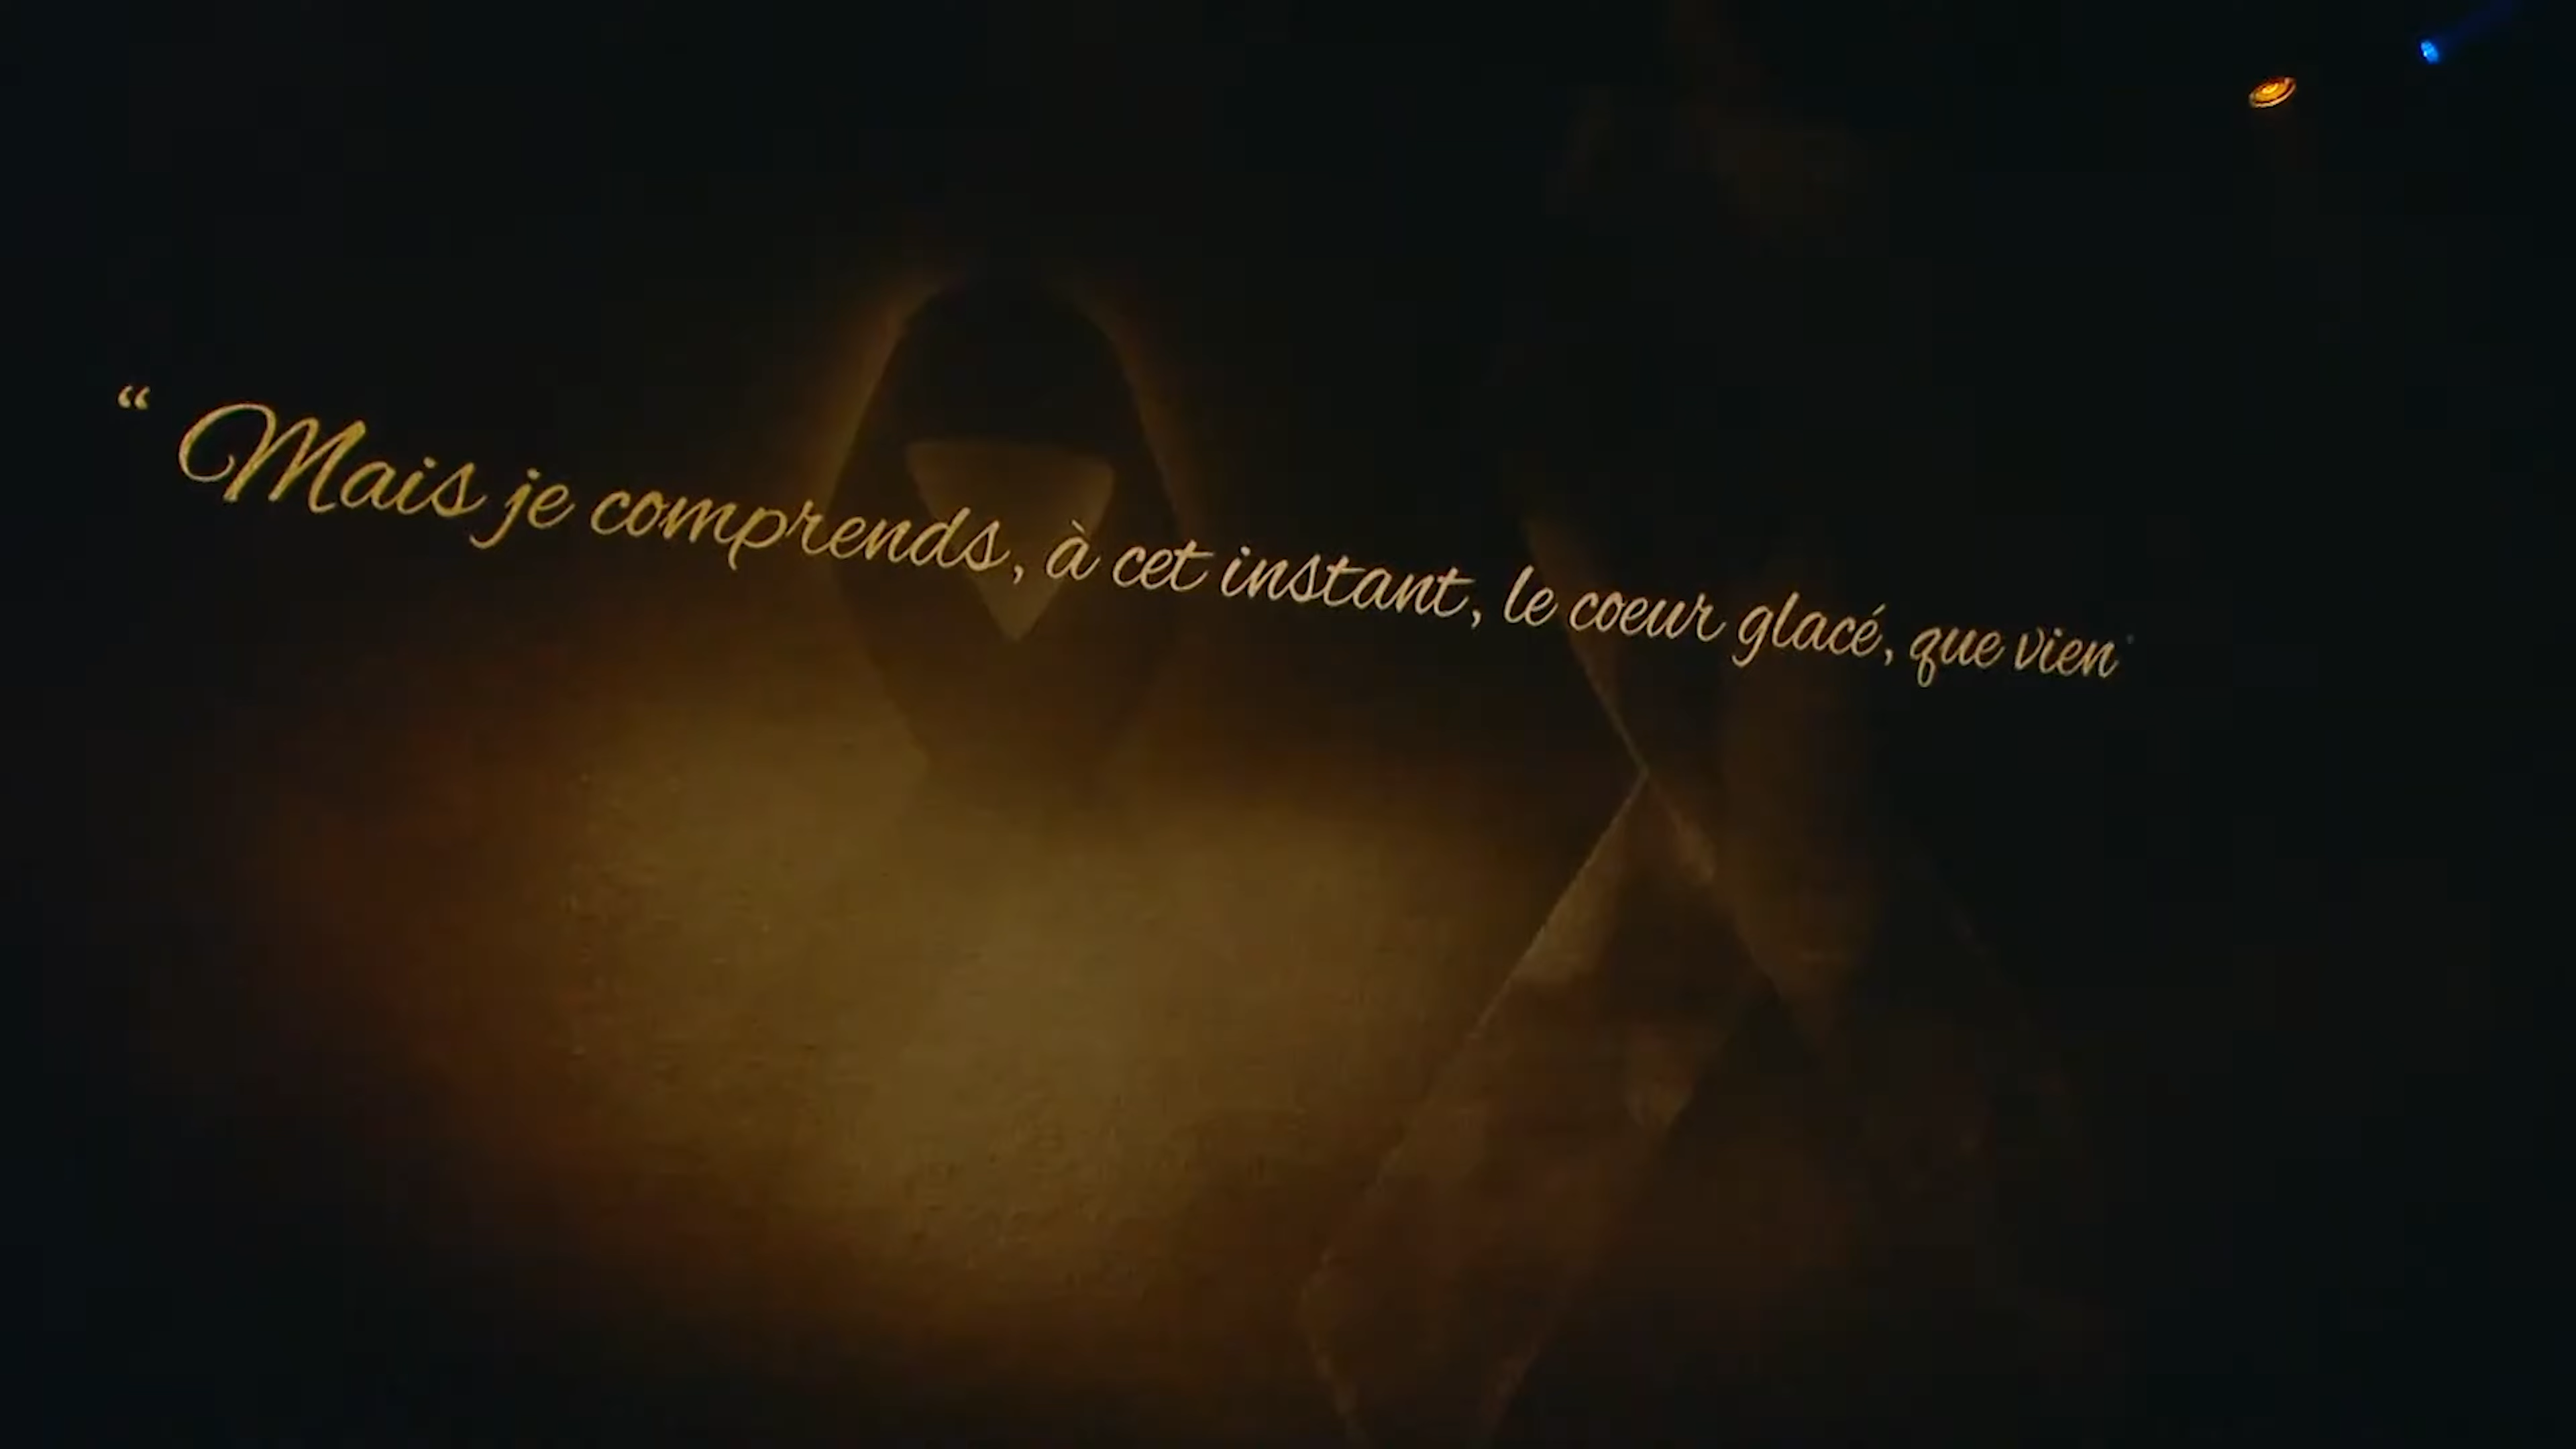 “ Mais je comprends, à cet instant, le coeur glacé, que vien